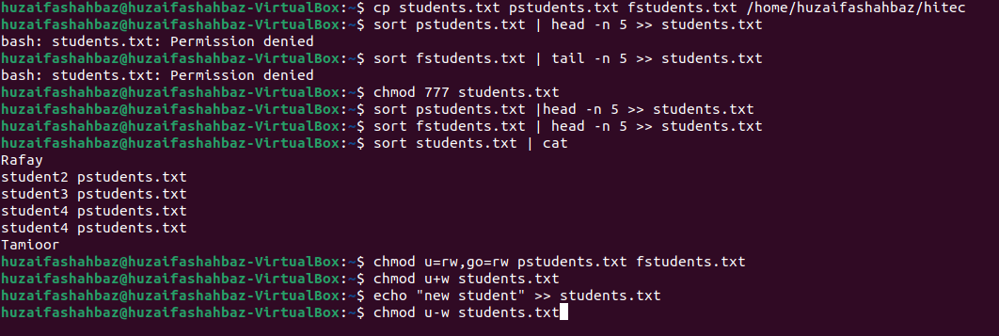 huzaifashahbaz@huzaifashahbaz-VirtualBox:~$ cp students.txt pstudents.txt fstudents.txt /home/huzaifashahbaz/hitec
huzaifashahbaz@huzaifashahbaz-VirtualBox:~$ sort pstudents.txt | head -n 5 >> students.txt
bash: students.txt: Permission denied
huzaifashahbaz@huzaifashahbaz-VirtualBox:~$ sort fstudents.txt | tail -n 5 >> students.txt
bash: students.txt: Permission denied
huzaifashahbaz@huzaifashahbaz-VirtualBox:~$ chmod 777 students.txt
huzaifashahbaz@huzaifashahbaz-VirtualBox:~$ sort pstudents.txt |head -n 5 >> students.txt
huzaifashahbaz@huzaifashahbaz-VirtualBox:~$ sort fstudents.txt | head -n 5 >> students.txt
huzaifashahbaz@huzaifashahbaz-VirtualBox:~$ sort students.txt | cat
Rafay
student2 pstudents.txt
student3 pstudents.txt
student4 pstudents.txt
student4 pstudents.txt
Tamioor
huzaifashahbaz@huzaifashahbaz-VirtualBox:~$ chmod u=rw,go=rw pstudents.txt fstudents.txt
huzaifashahbaz@huzaifashahbaz-VirtualBox:~$ chmod u+w students.txt
huzaifashahbaz@huzaifashahbaz-VirtualBox:~$ echo "new student" >> students.txt
huzaifashahbaz@huzaifashahbaz-VirtualBox:~$ chmod u-w students.txt